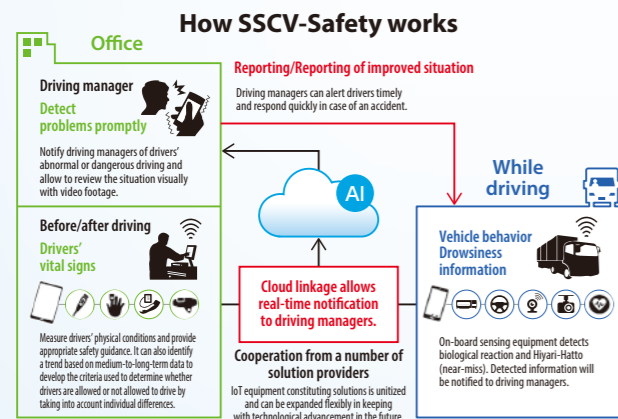 How SSCV-Safety works
Office
Driving manager
Detect
problems promptly
Notify driving managers of drivers'
abnormal or dangerous driving and
allow to review the situation visually
with video footage.
Before/after driving
Drivers'
vital signs
Measure drivers' physical conditions and provide
appropriate safety guidance. It can also identify
a trend based on medium-to-long-term data to
develop the criteria used to determine whether
drivers are allowed or not allowed to drive by
taking into account individual differences.
Reporting/Reporting of improved situation
Driving managers can alert drivers timely
and respond quickly in case of an accident.
AI
Cloud linkage allows
real-time notification
to driving managers.
Cooperation from a number of
solution providers
IoT equipment constituting solutions is unitized
and can be expanded flexibly in keeping
with technological advancement in the future.
While
driving
Vehicle behavior
Drowsiness
information
On-board sensing equipment detects
biological reaction and Hiyari-Hatto
(near-miss). Detected information will
be notified to driving managers.